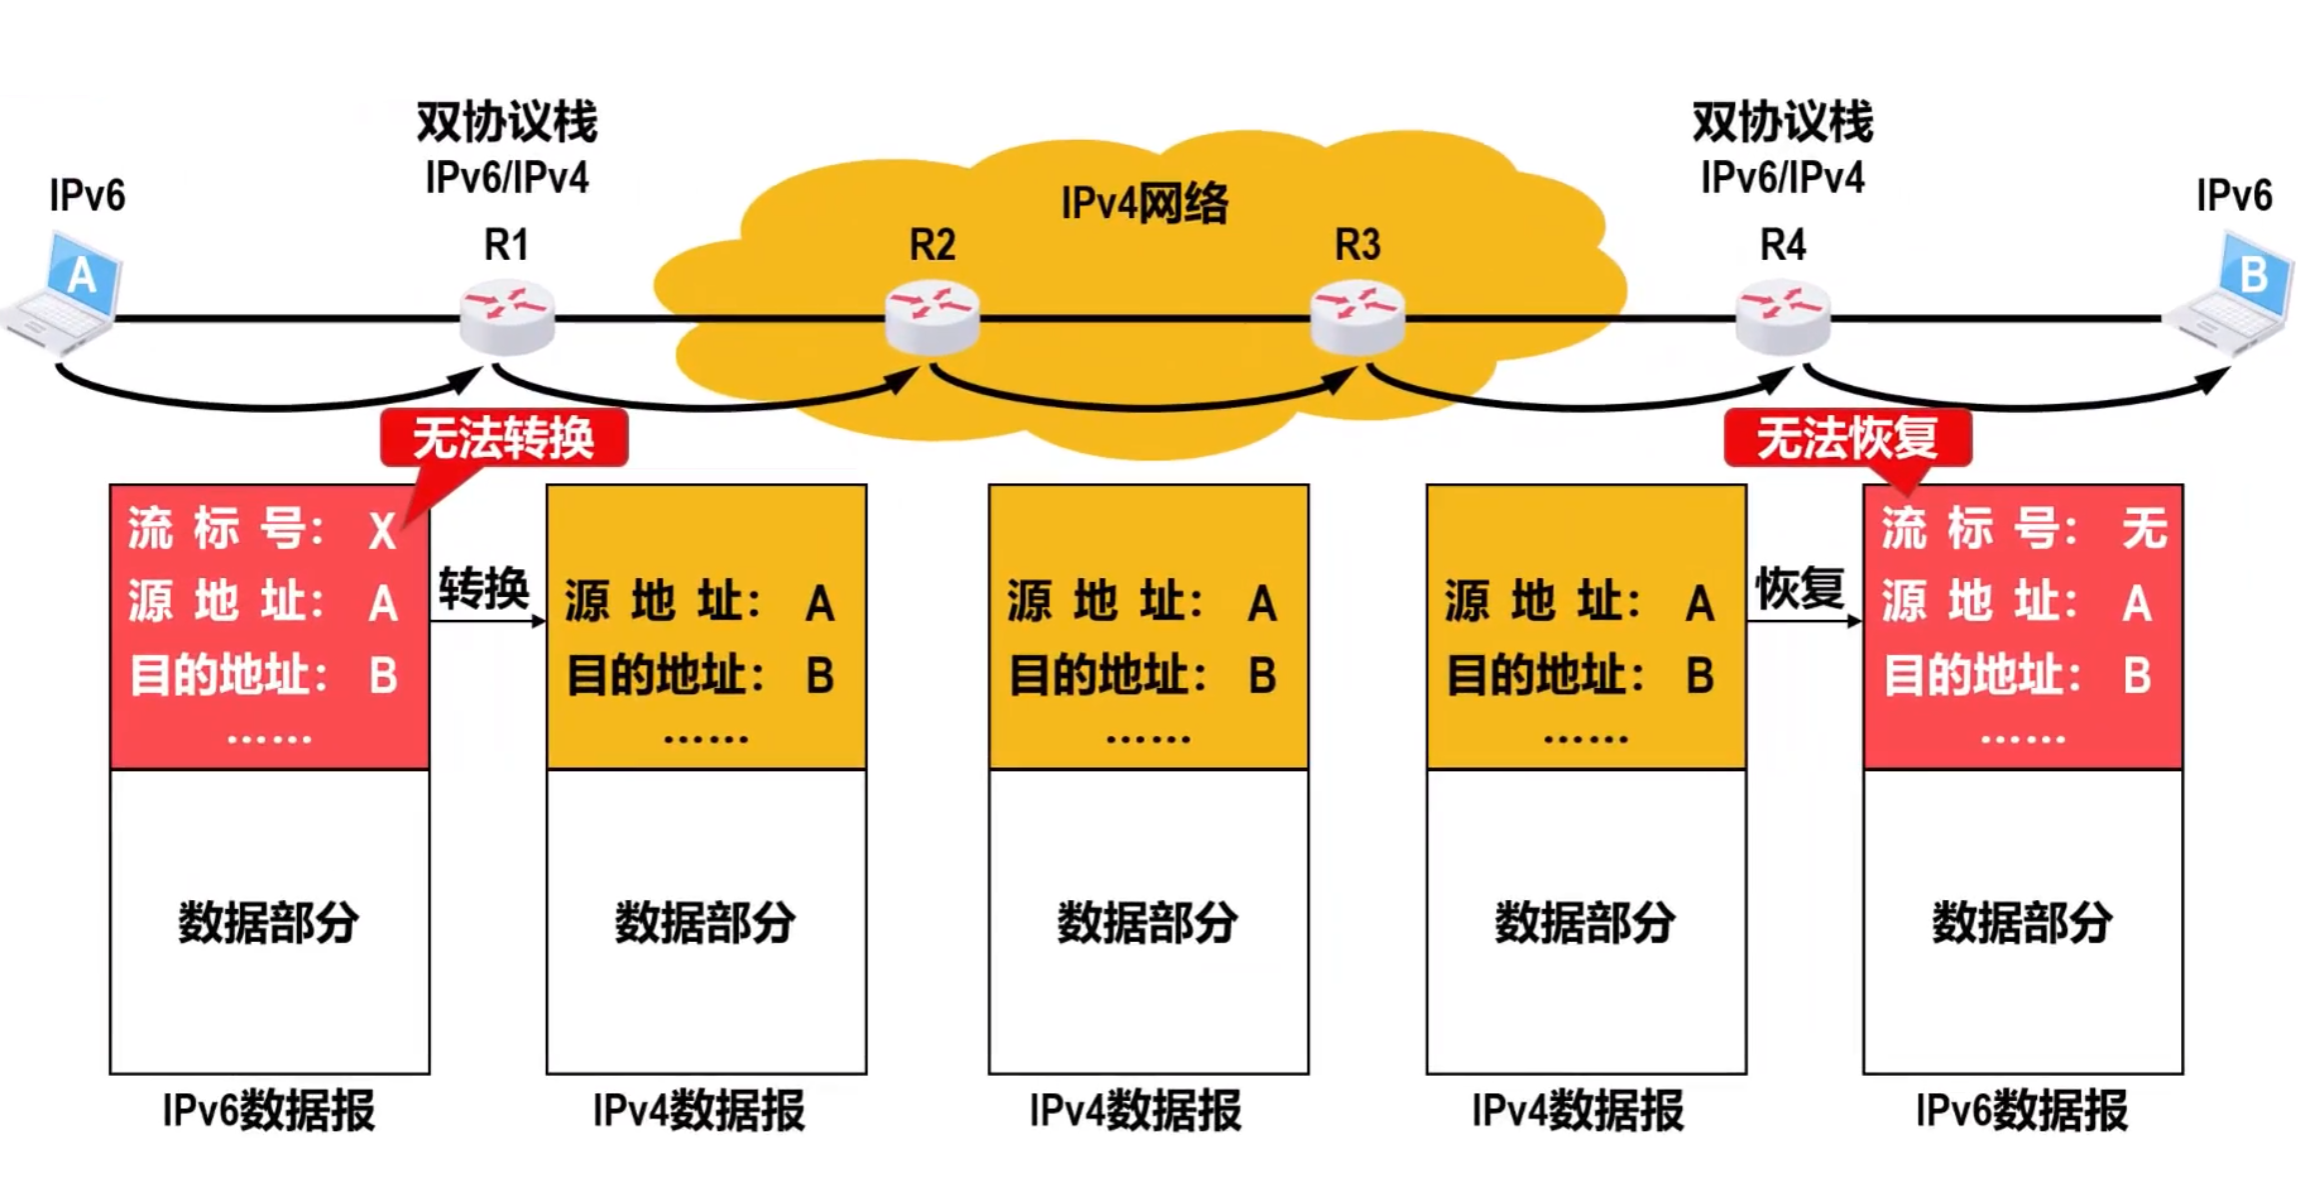 双协议栈
IPv6/IPv4
双协议栈
IPv6/IPv4
IPv6
IPv4网络
IPv6
R1
R2
R3
R4
A
B
无法转换
无法恢复
流标号： X
源地址： A
目的地址： B
……
数据部分
IPv6数据报
转换
源地址： A
目的地址： B
……
数据部分
IPv4数据报
源地址： A
目的地址： B
……
数据部分
IPv4数据报
源地址： A
目的地址： B
……
数据部分
IPv4数据报
恢复
流标号： 无
源地址： A
目的地址： B
……
数据部分
IPv6数据报